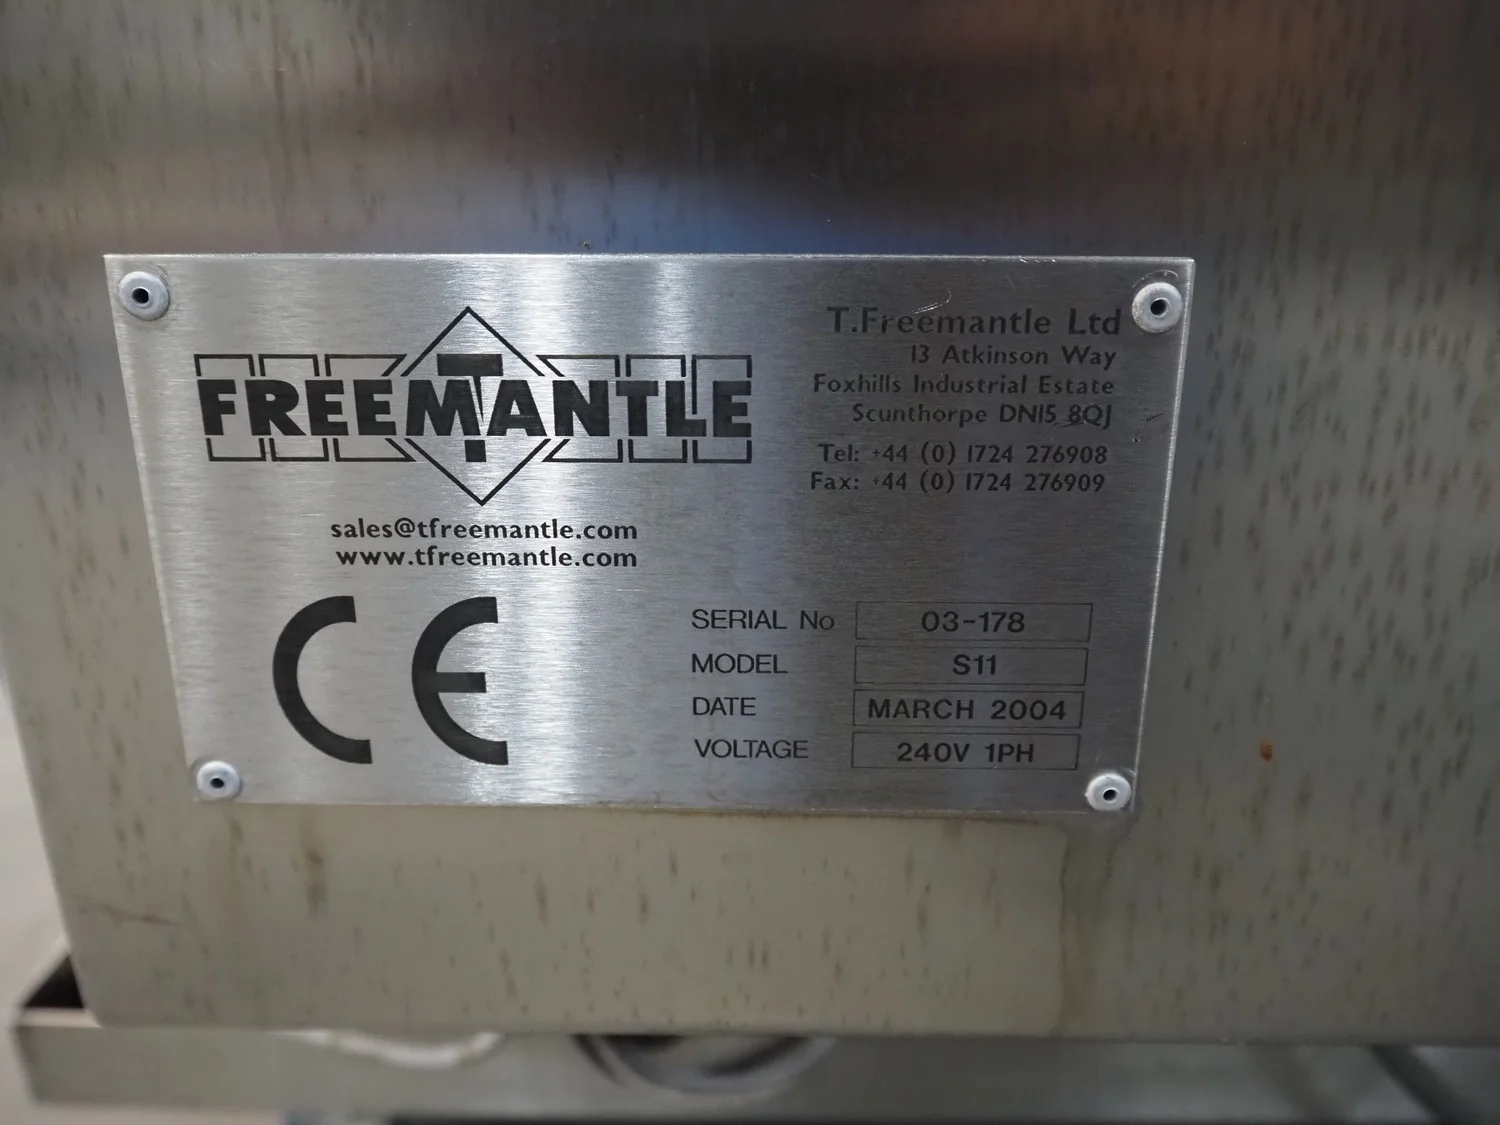 FREEMANTLE
T
sales@tfreemantle.com
www.tfreemantle.com
T.Freemantle Ltd
13 Atkinson Way
Foxhills Industrial Estate
Scunthorpe DN15 8QJ
Tel: +44 (0) 1724 276908
Fax: +44 (0) 1724 276909
CE
SERIAL No 03-178
MODEL S11
DATE MARCH 2004
VOLTAGE 240V 1PH